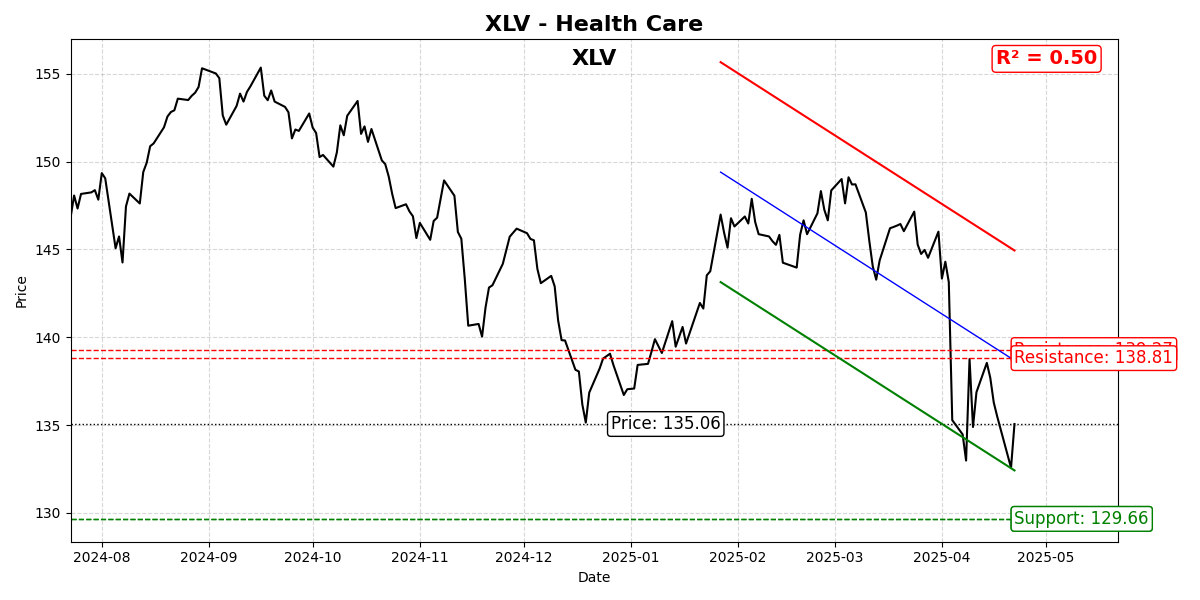 XLV - Health Care
XLV
R² = 0.50
155
150
145
140
135
130
Price
Resistance: 138.81
Price: 135.06
Support: 129.66
2024-08
2024-09
2024-10
2024-11
2024-12
2025-01
2025-02
2025-03
2025-04
2025-05
Date